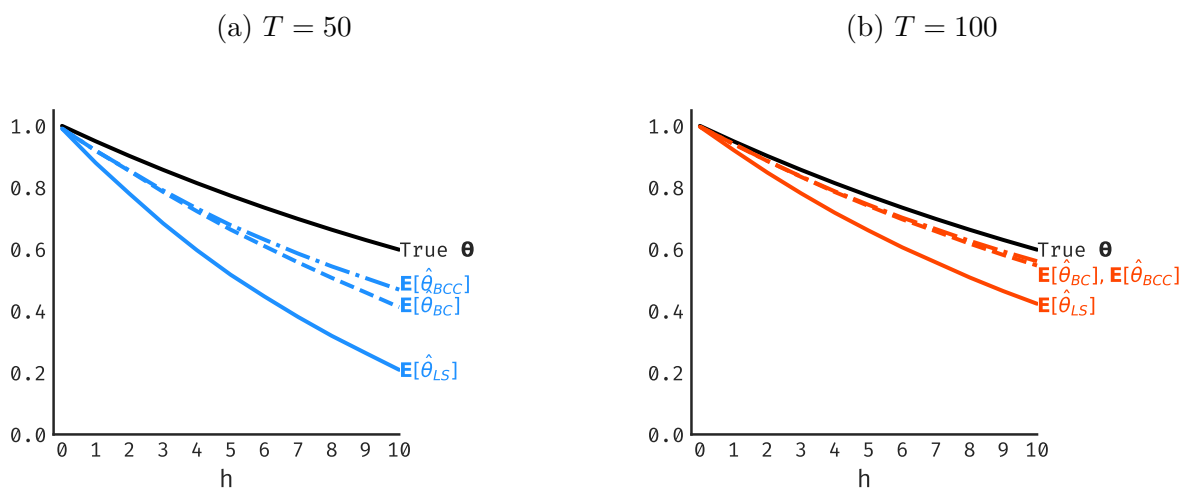 (a) T = 50
1.0
0.8
0.6
0.4
0.2
0.0
0 1 2 3 4 5 6 7 8 9 10
h
True θ
E[θ̂_BCC]
E[θ̂_BC]
E[θ̂_LS]
(b) T = 100
1.0
0.8
0.6
0.4
0.2
0.0
0 1 2 3 4 5 6 7 8 9 10
h
True θ
E[θ̂_BC], E[θ̂_BCC]
E[θ̂_LS]